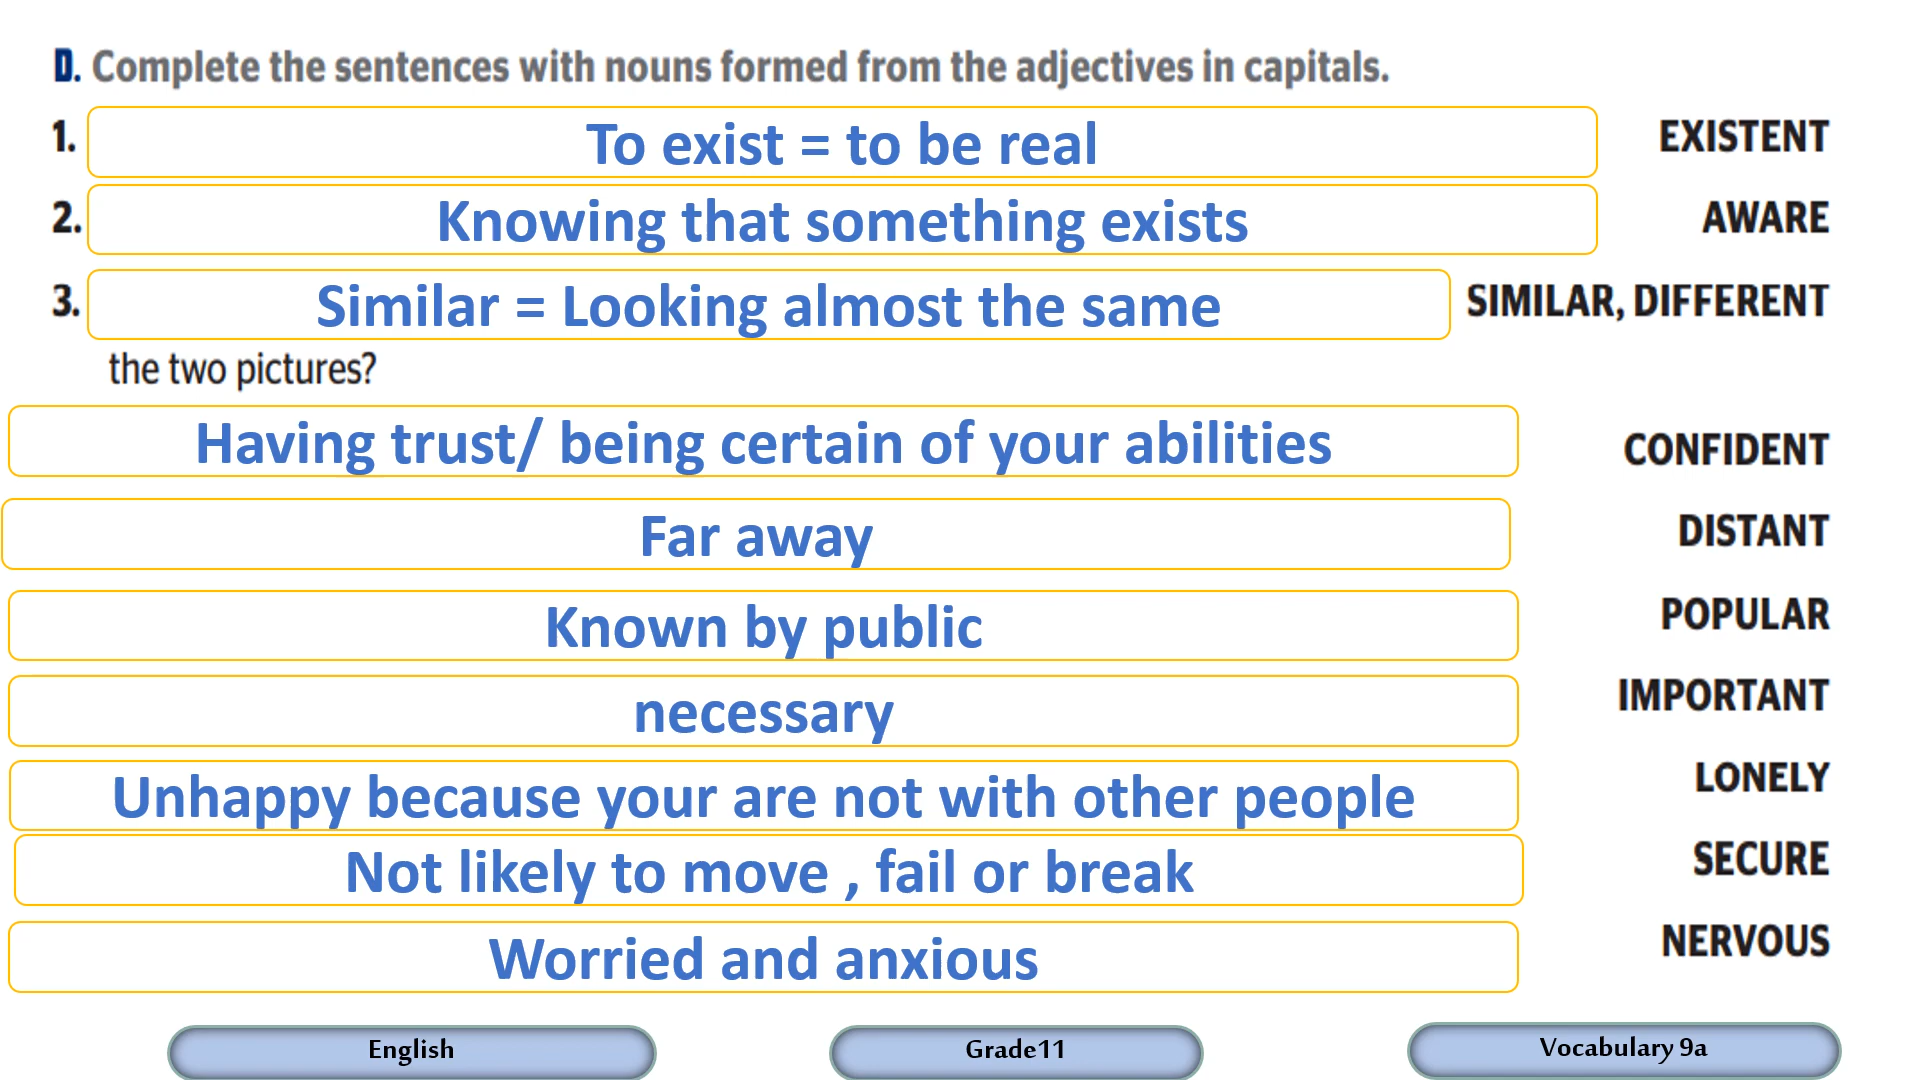 D. Complete the sentences with nouns formed from the adjectives in capitals.
1. To exist = to be real EXISTENT
2. Knowing that something exists AWARE
3. Similar = Looking almost the same SIMILAR, DIFFERENT
the two pictures?
Having trust/ being certain of your abilities CONFIDENT
Far away DISTANT
Known by public POPULAR
necessary IMPORTANT
Unhappy because your are not with other people LONELY
Not likely to move , fail or break SECURE
Worried and anxious NERVOUS
English Grade11 Vocabulary 9a